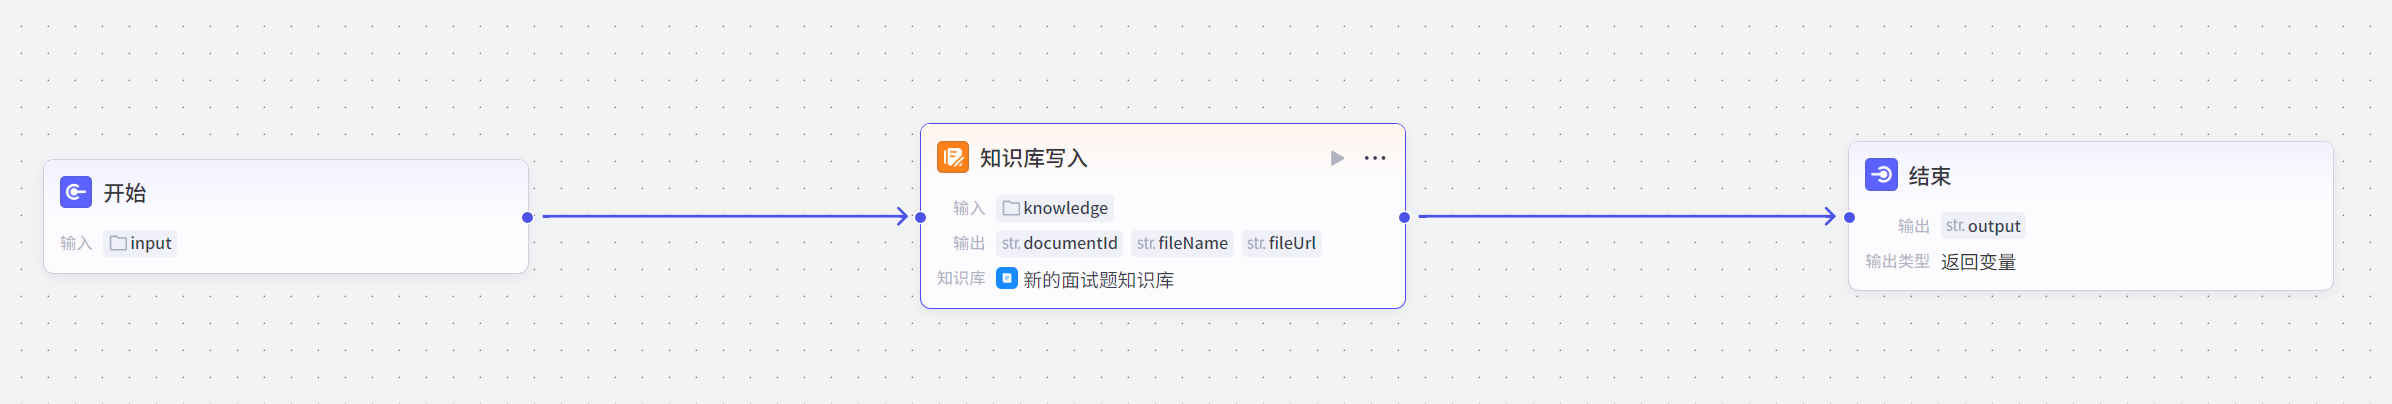 开始
输入 input
知识库写入
输入 knowledge
输出 str. documentId str. fileName str. fileUrl
知识库 新的面试题知识库
结束
输出 str. output
输出类型 返回变量